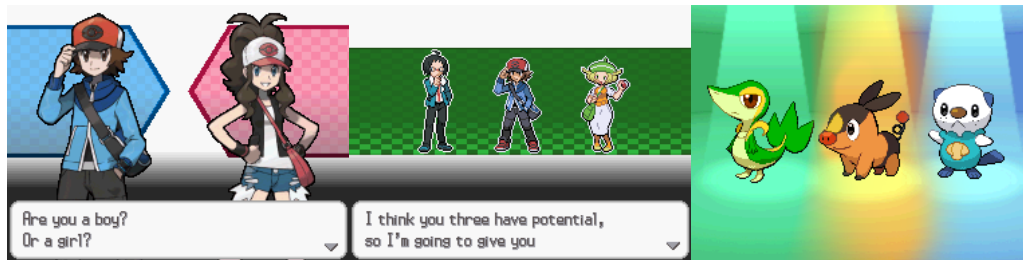 Are you a boy?
Or a girl?
I think you three have potential,
so I'm going to give you